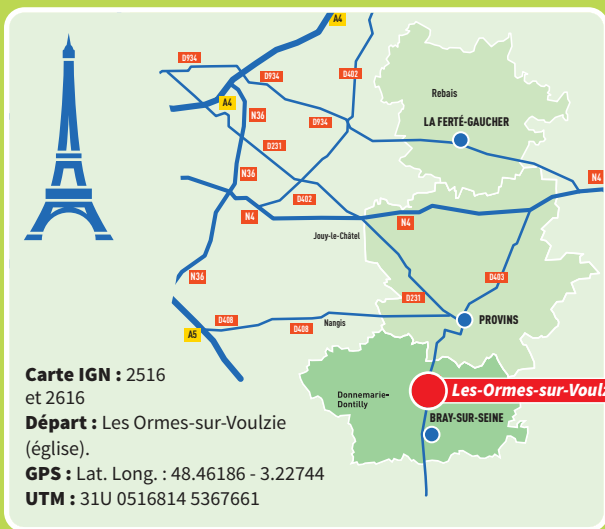 A4
D934
D934
D402
A4
Rebais
N36
LA FERTÉ-GAUCHER
D934
D231
N36
N4
D402
N4
N4
Jouy-le-Châtel
N36
D403
D231
D408
Nangis
D408
PROVINS
A5
Les-Ormes-sur-Voulz
Donnemarie-
Dontilly
BRAY-SUR-SEINE
Carte IGN : 2516
et 2616
Départ : Les Ormes-sur-Voulzie
(église).
GPS : Lat. Long. : 48.46186 - 3.22744
UTM : 31U 0516814 5367661